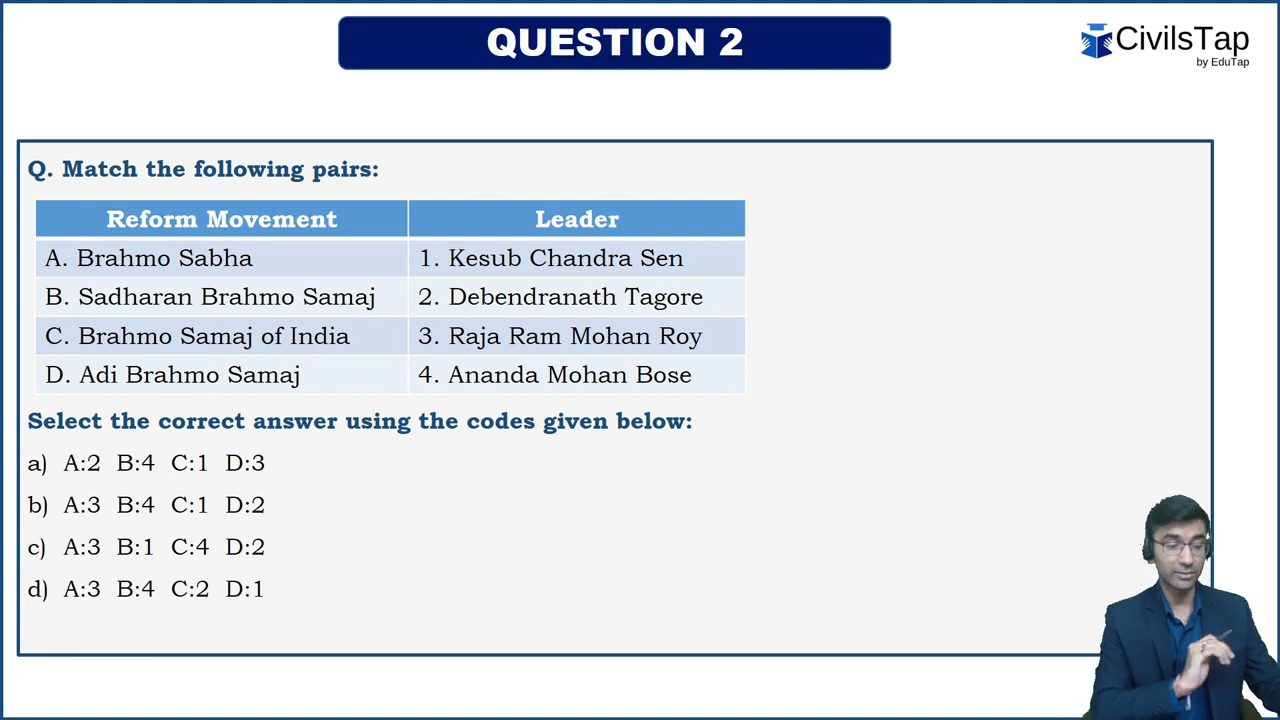 QUESTION 2
CivilsTap
by EduTap
Q. Match the following pairs:
Reform Movement Leader
A. Brahmo Sabha 1. Kesub Chandra Sen
B. Sadharan Brahmo Samaj 2. Debendranath Tagore
C. Brahmo Samaj of India 3. Raja Ram Mohan Roy
D. Adi Brahmo Samaj 4. Ananda Mohan Bose
Select the correct answer using the codes given below:
a) A:2 B:4 C:1 D:3
b) A:3 B:4 C:1 D:2
c) A:3 B:1 C:4 D:2
d) A:3 B:4 C:2 D:1